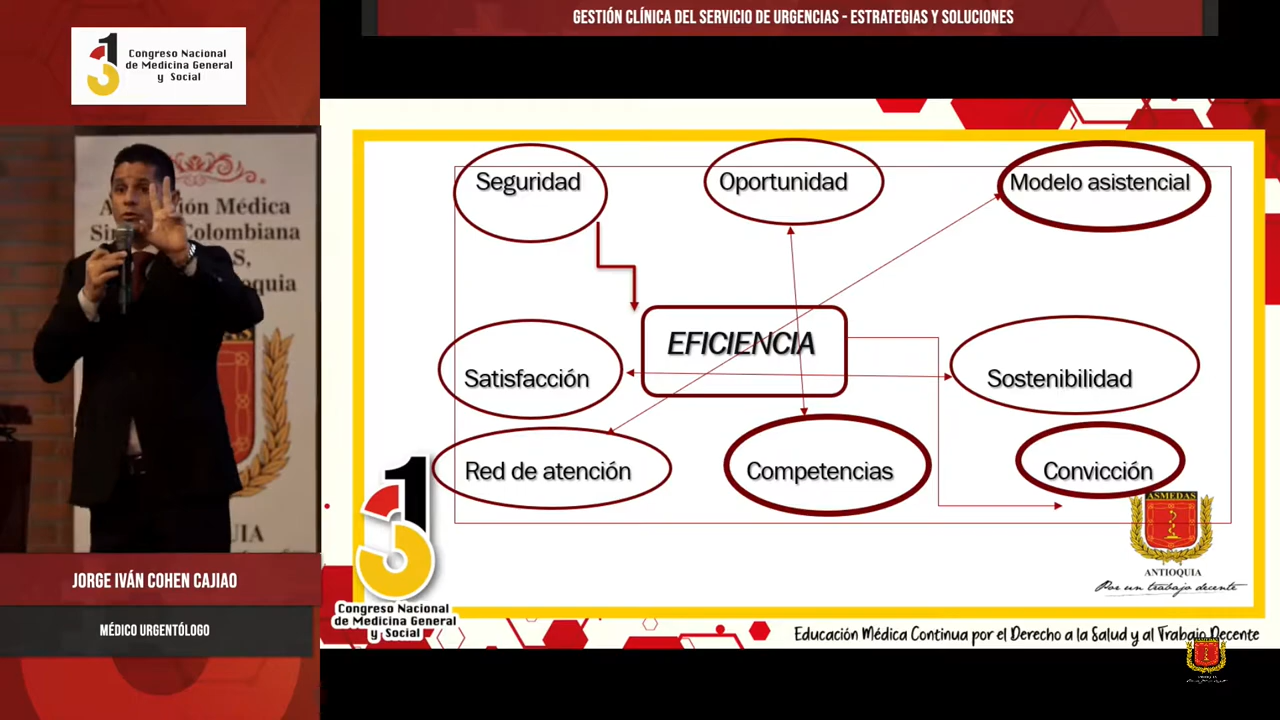 GESTIÓN CLÍNICA DEL SERVICIO DE URGENCIAS - ESTRATEGIAS Y SOLUCIONES
Congreso Nacional
de Medicina General
y Social
Médica
Colombiana
Seguridad
Oportunidad
Modelo asistencial
EFICIENCIA
Satisfacción
Sostenibilidad
Red de atención
Competencias
Convicción
ASMEDAS
ANTIOQUIA
Por un trabajo decente
Congreso Nacional
de Medicina General
y Social
JORGE IVÁN COHEN CAJIAO
MÉDICO URGENTÓLOGO
Educación Médica Continua por el Derecho a la Salud y al Trabajo Decente